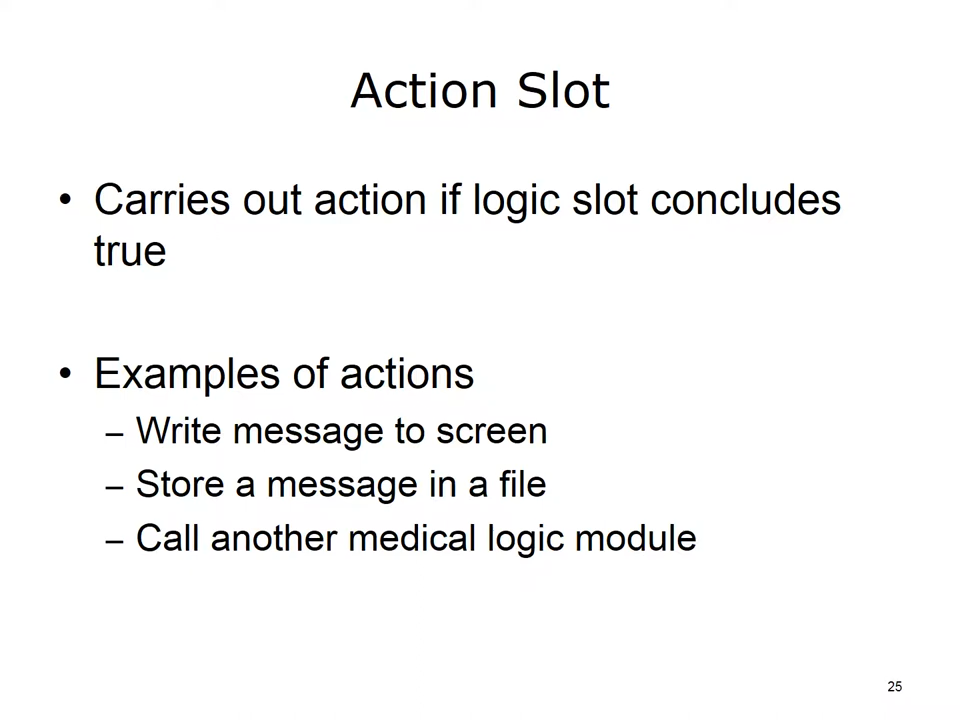 Action Slot
• Carries out action if logic slot concludes
true
• Examples of actions
– Write message to screen
– Store a message in a file
– Call another medical logic module
25